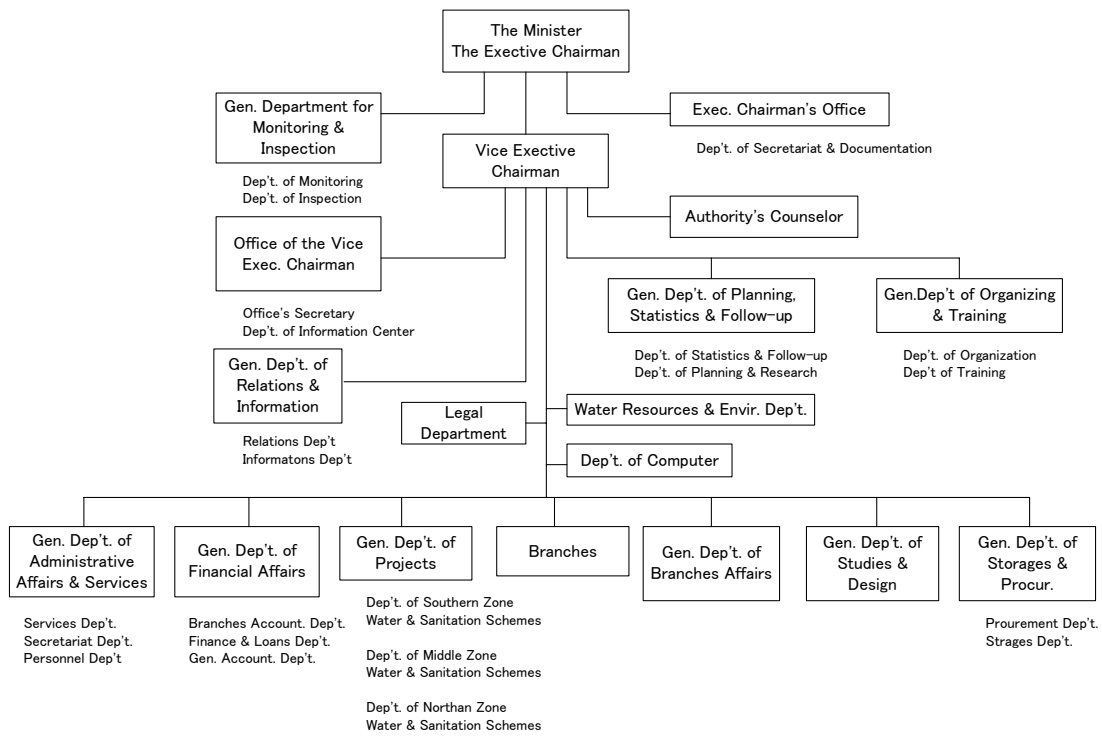 The Minister
The Exective Chairman
Gen. Department for
Monitoring &
Inspection
Dep't. of Monitoring
Dep't. of Inspection
Exec. Chairman's Office
Dep't. of Secretariat & Documentation
Vice Exective
Chairman
Authority's Counselor
Office of the Vice
Exec. Chairman
Office's Secretary
Dep't. of Information Center
Gen. Dep't. of Planning,
Statistics & Follow-up
Dep't. of Statistics & Follow-up
Dep't. of Planning & Research
Gen.Dep't of Organizing
& Training
Dep't. of Organization
Dep't of Training
Gen. Dep't. of
Relations &
Information
Relations Dep't
Informatons Dep't
Legal
Department
Water Resources & Envir. Dep't.
Dep't. of Computer
Gen. Dep't. of
Administrative
Affairs & Services
Services Dep't.
Secretariat Dep't.
Personnel Dep't
Gen. Dep't. of
Financial Affairs
Branches Account. Dep't.
Finance & Loans Dep't.
Gen. Account. Dep't.
Gen. Dep't. of
Projects
Dep't. of Southern Zone
Water & Sanitation Schemes
Dep't. of Middle Zone
Water & Sanitation Schemes
Dep't. of Northan Zone
Water & Sanitation Schemes
Branches
Gen. Dep't. of
Branches Affairs
Gen. Dep't. of
Studies &
Design
Gen. Dep't. of
Storages &
Procur.
Prourement Dep't.
Strages Dep't.